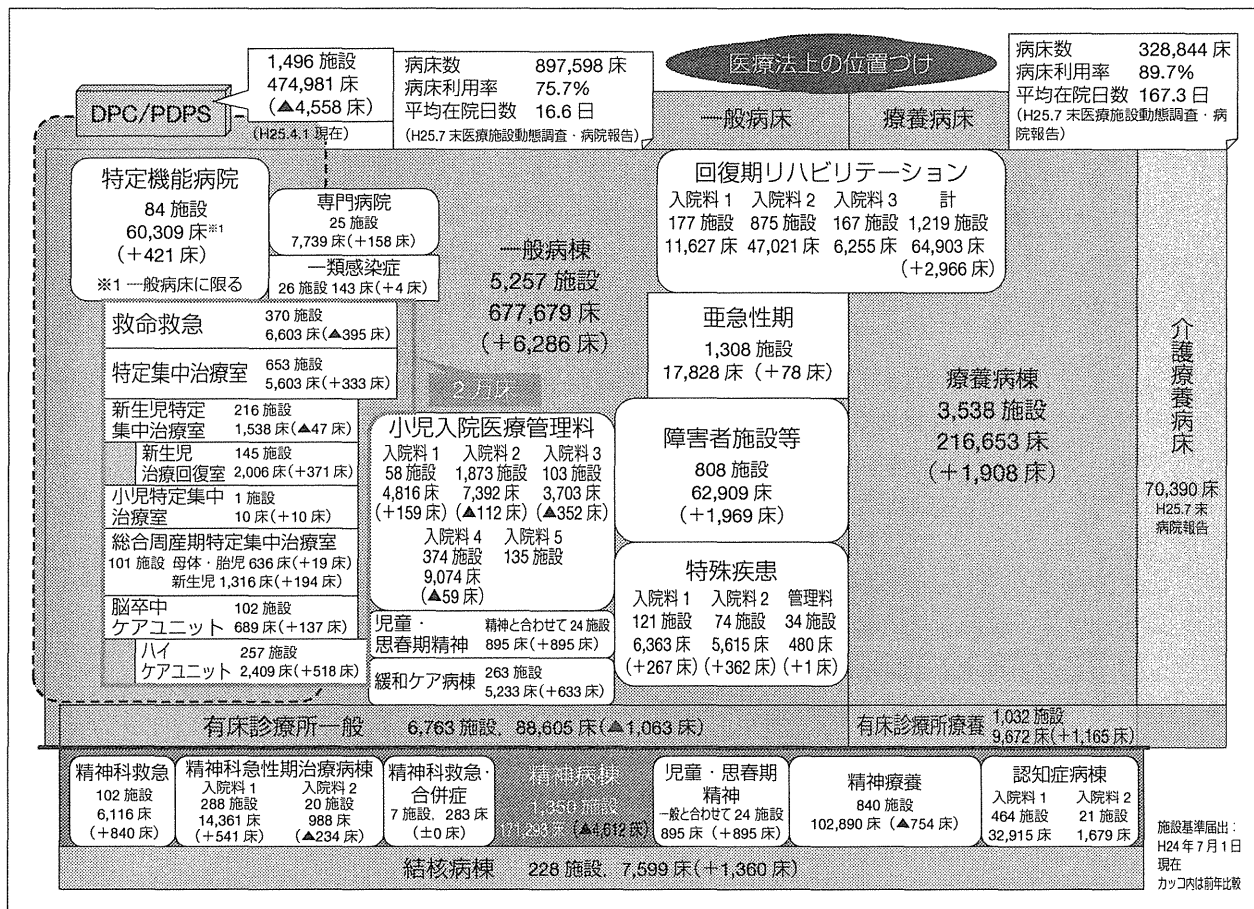 1,496 施設
474,981 床
(▲4,558 床)
DPC/PDPS
(H25.4.1 現在)
病床数 897,598 床
病床利用率 75.7%
平均在院日数 16.6 日
(H25.7 末医療施設動態調査・病院報告)
医療法上の位置づけ
一般病床 療養病床
病床数 328,844 床
病床利用率 89.7%
平均在院日数 167.3 日
(H25.7 末医療施設動態調査・病
院報告)
特定機能病院
84 施設
60,309 床※1
(+421 床)
※1 一般病床に限る
専門病院
25 施設
7,739 床(+158 床)
一類感染症
26 施設 143 床(+4 床)
救命救急 370 施設
6,603 床(▲395 床)
特定集中治療室 653 施設
5,603 床(+333 床)
新生児特定
集中治療室
216 施設
1,538 床(▲47 床)
新生児
治療回復室
145 施設
2,006 床(+371 床)
小児特定集中
治療室
1 施設
10 床(+10 床)
総合周産期特定集中治療室
101 施設 母体・胎児 636 床(+19 床)
新生児 1,316 床(+194 床)
脳卒中
ケアユニット
102 施設
689 床(+137 床)
ハイ
ケアユニット
257 施設
2,409 床(+518 床)
一般病棟
5,257 施設
677,679 床
(+6,286 床)
小児入院医療管理料
入院料 1 入院料 2 入院料 3
58 施設 1,873 施設 103 施設
4,816 床 7,392 床 3,703 床
(+159 床) (▲112 床) (▲352 床)
入院料 4 入院料 5
374 施設 135 施設
9,074 床
(▲59 床)
児童・
思春期精神
精神と合わせて 24 施設
895 床(+895 床)
緩和ケア病棟 263 施設
5,233 床(+633 床)
回復期リハビリテーション
入院料 1 入院料 2 入院料 3 計
177 施設 875 施設 167 施設 1,219 施設
11,627 床 47,021 床 6,255 床 64,903 床
(+2,966 床)
亜急性期
1,308 施設
17,828 床 (+78 床)
障害者施設等
808 施設
62,909 床
(+1,969 床)
特殊疾患
入院料 1 入院料 2 管理料
121 施設 74 施設 34 施設
6,363 床 5,615 床 480 床
(+267 床) (+362 床) (+1 床)
療養病棟
3,538 施設
216,653 床
(+1,908 床)
介護療養病床
70,390 床
H25.7 末
病院報告
有床診療所一般 6,763 施設, 88,605 床(▲1,063 床)
有床診療所療養 1,032 施設
9,672 床(+1,165 床)
精神科救急
102 施設
6,116 床
(+840 床)
精神科急性期治療病棟
入院料 1 入院料 2
288 施設 20 施設
14,361 床 988 床
(+541 床) (▲234 床)
精神科救急・
合併症
7 施設, 283 床
(±0 床)
精神病棟
1,350 施設
171,293 床 (▲4,612 床)
児童・思春期
精神
一般と合わせて 24 施設
895 床 (+895 床)
精神療養
840 施設
102,890 床 (▲754 床)
認知症病棟
入院料 1 入院料 2
464 施設 21 施設
32,915 床 1,679 床
結核病棟 228 施設, 7,599 床(+1,360 床)
施設基準届出：
H24 年 7 月 1 日
現在
カッコ内は前年比較